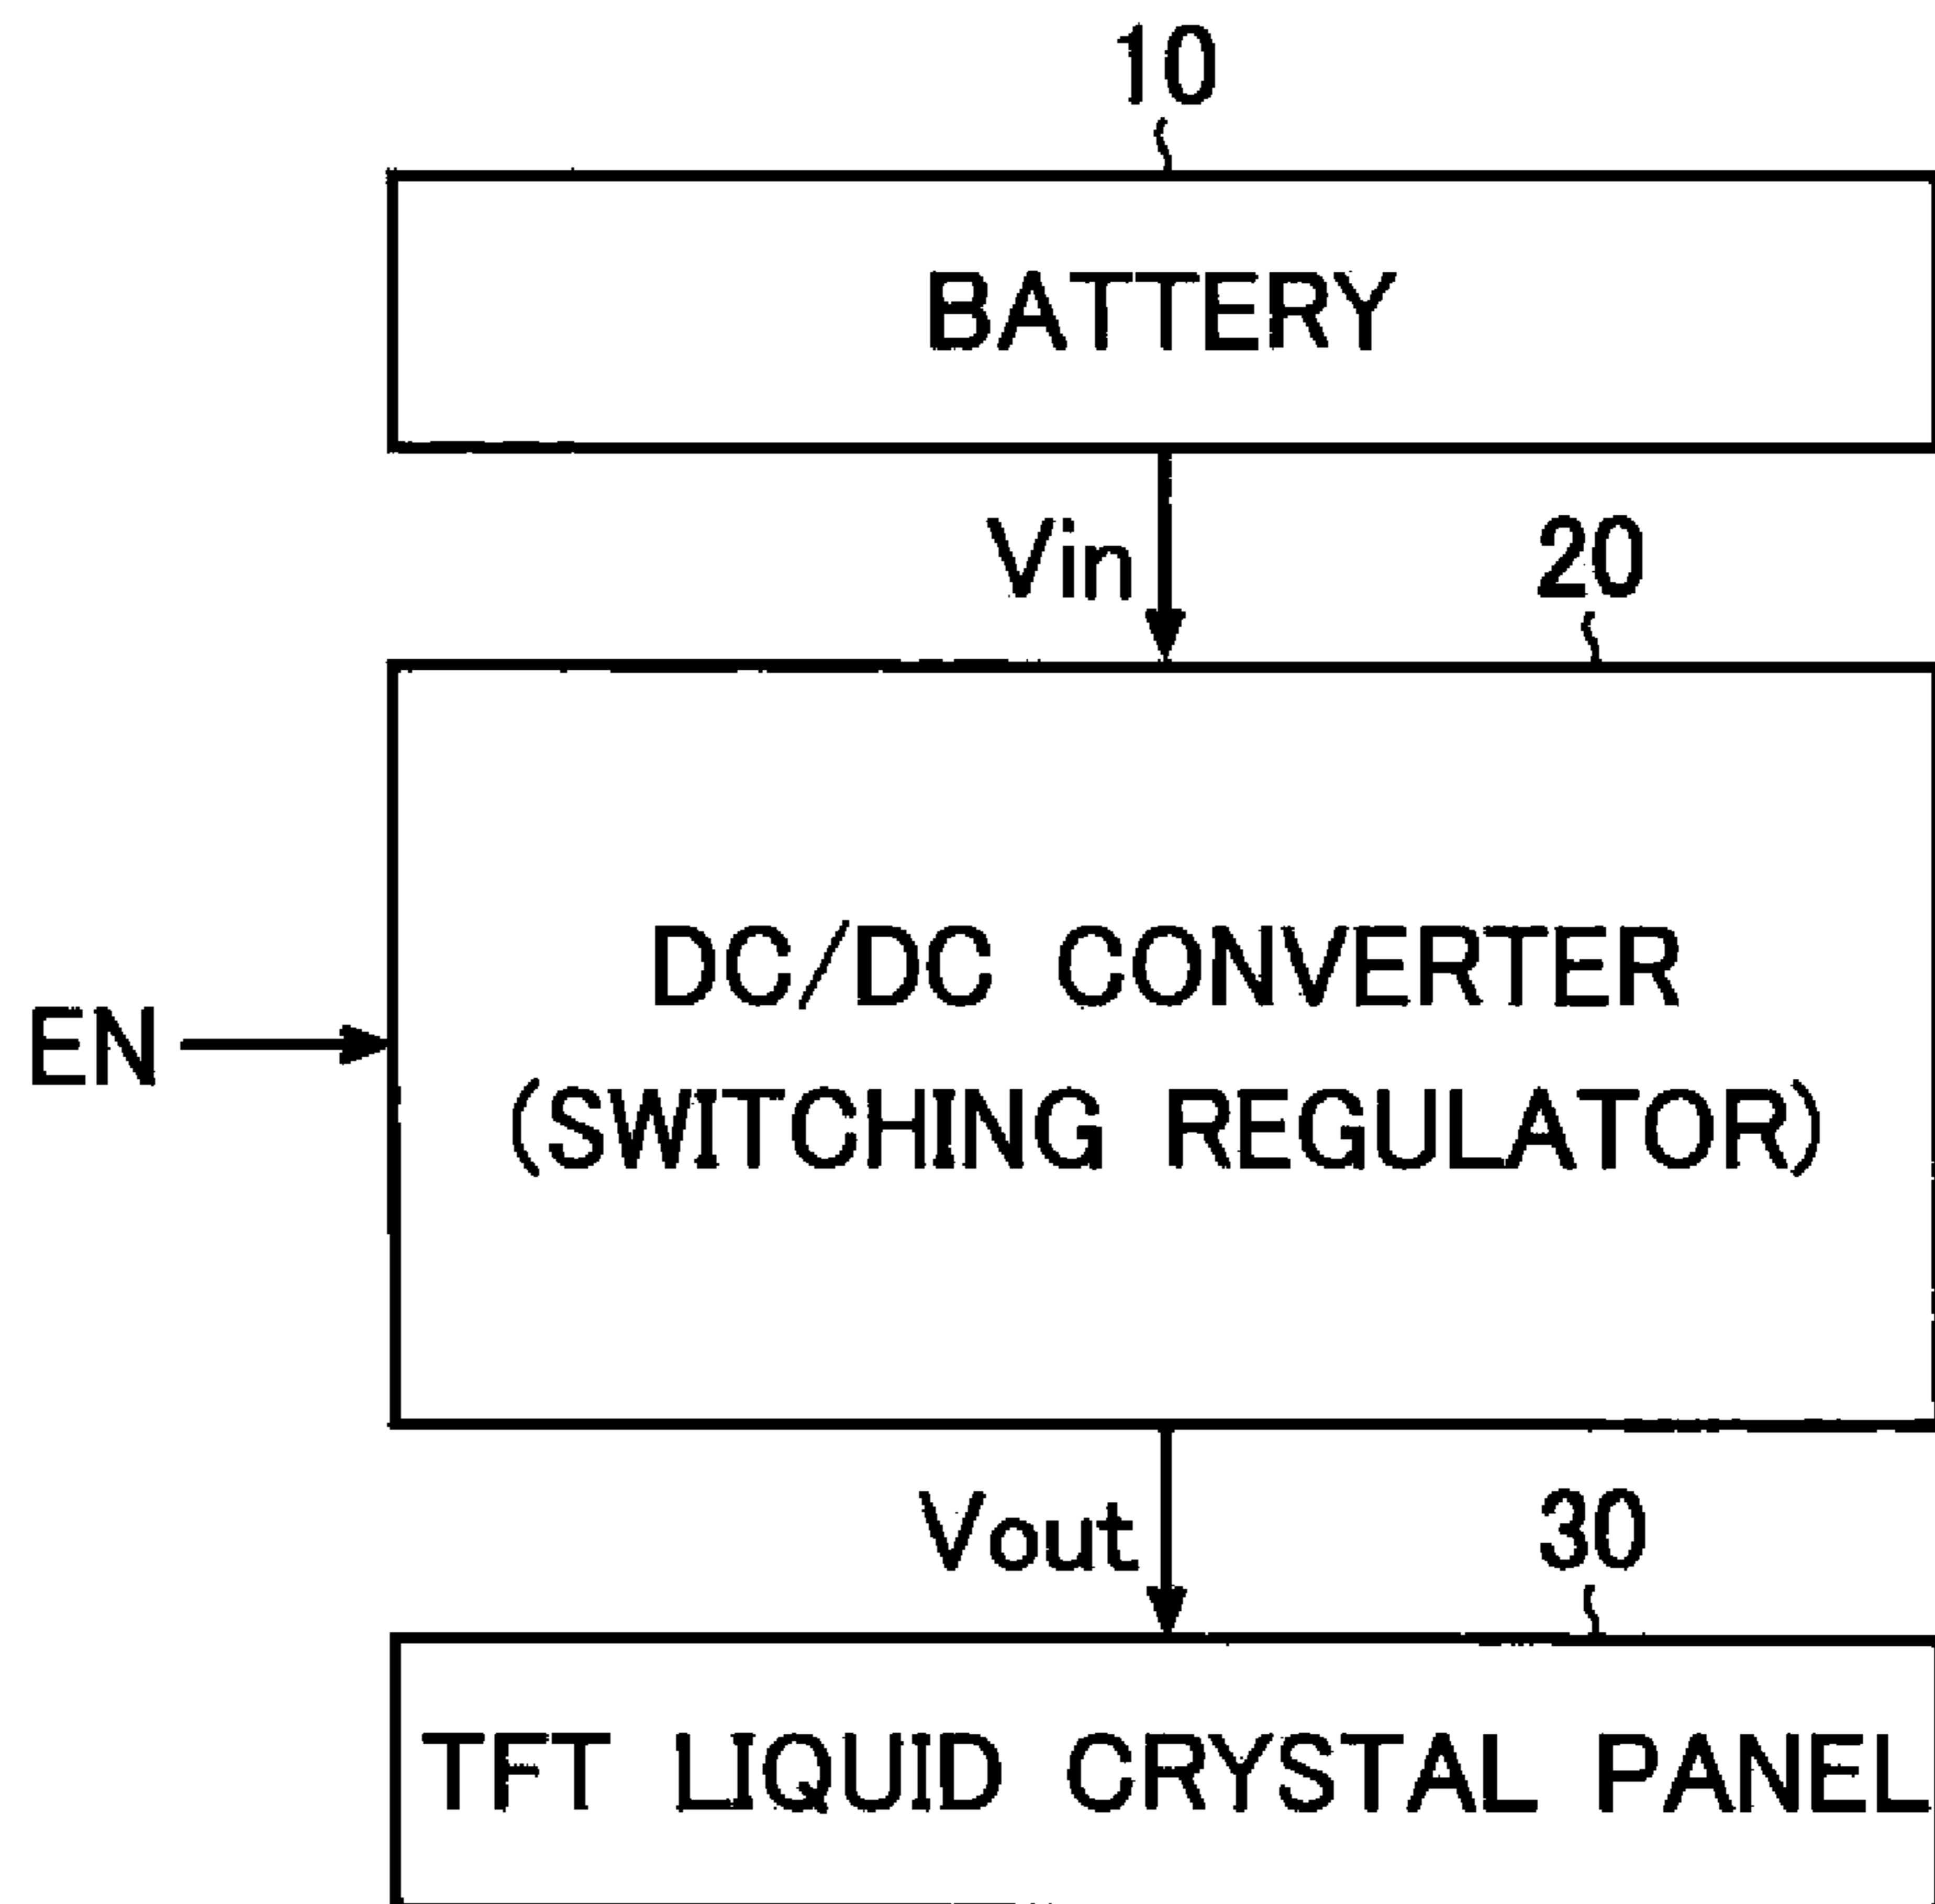 10
BATTERY
Vin
20
DC/DC CONVERTER
EN
(SWITCHING REGULATOR)
Vout
30
TFT LIQUID CRYSTAL PANEL